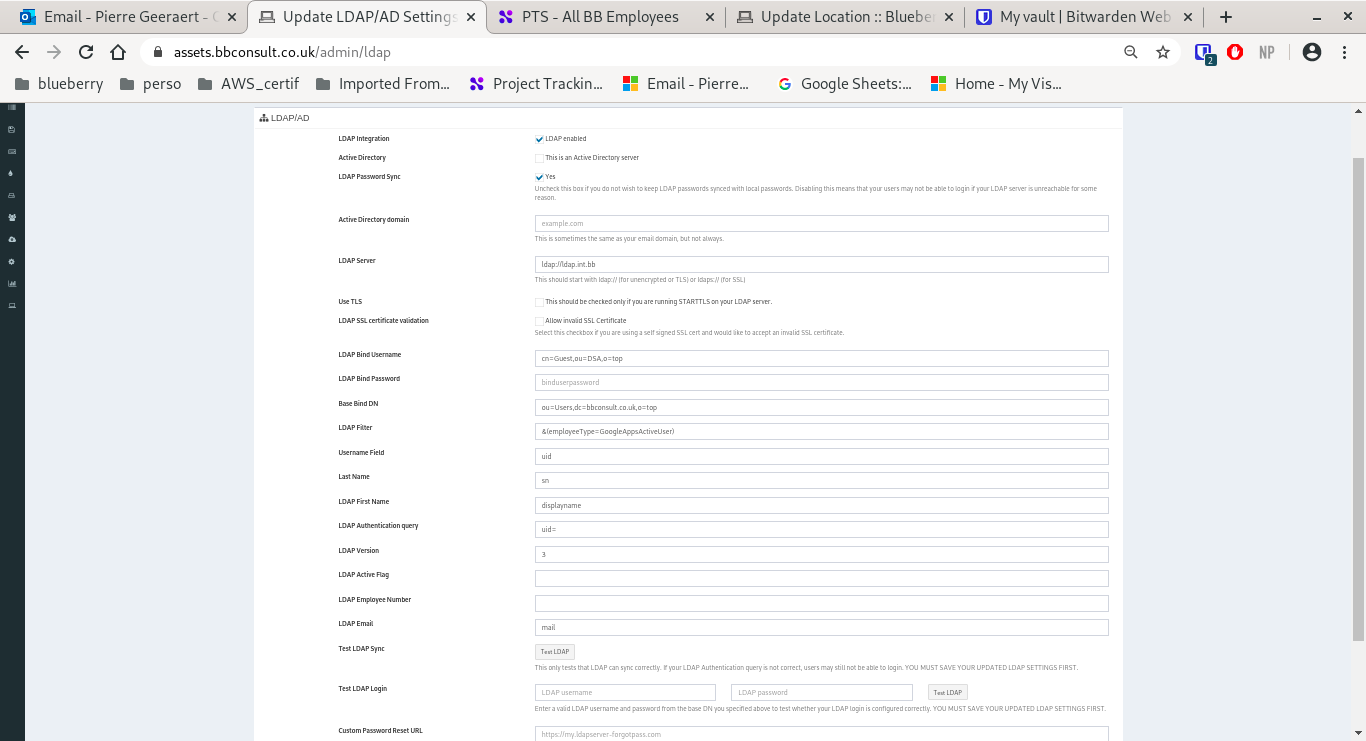 Email - Pierre Geeraert - Update LDAP/AD Settings PTS - All BB Employees Update Location :: Blueber My vault | Bitwarden Web
assets.bbconsult.co.uk/admin/ldap 2 NP
blueberry perso AWS_certif Imported From... Project Trackin... Email - Pierre... Google Sheets:... Home - My Vis...
LDAP/AD
LDAP Integration LDAP enabled
Active Directory This is an Active Directory server
LDAP Password Sync Yes
Uncheck this box if you do not wish to keep LDAP passwords synced with local passwords. Disabling this means that your users may not be able to login if your LDAP server is unreachable for some
reason.
Active Directory domain example.com
This is sometimes the same as your email domain, but not always.
LDAP Server ldap://ldap.int.bb
This should start with ldap:// (for unencrypted or TLS) or ldaps:// (for SSL)
Use TLS This should be checked only if you are running STARTTLS on your LDAP server.
LDAP SSL certificate validation Allow invalid SSL Certificate
Select this checkbox if you are using a self signed SSL cert and would like to accept an invalid SSL certificate.
LDAP Bind Username cn=Guest,ou=DSA,o=top
LDAP Bind Password binduserpassword
Base Bind DN ou=Users,dc=bbconsult.co.uk,o=top
LDAP Filter &(employeeType=GoogleAppsActiveUser)
Username Field uid
Last Name sn
LDAP First Name displayname
LDAP Authentication query uid=
LDAP Version 3
LDAP Active Flag
LDAP Employee Number
LDAP Email mail
Test LDAP Sync Test LDAP
This only tests that LDAP can sync correctly. If your LDAP Authentication query is not correct, users may still not be able to login. YOU MUST SAVE YOUR UPDATED LDAP SETTINGS FIRST.
Test LDAP Login LDAP username LDAP password Test LDAP
Enter a valid LDAP username and password from the base DN you specified above to test whether your LDAP login is configured correctly. YOU MUST SAVE YOUR UPDATED LDAP SETTINGS FIRST.
Custom Password Reset URL https://my.ldapserver-forgotpass.com